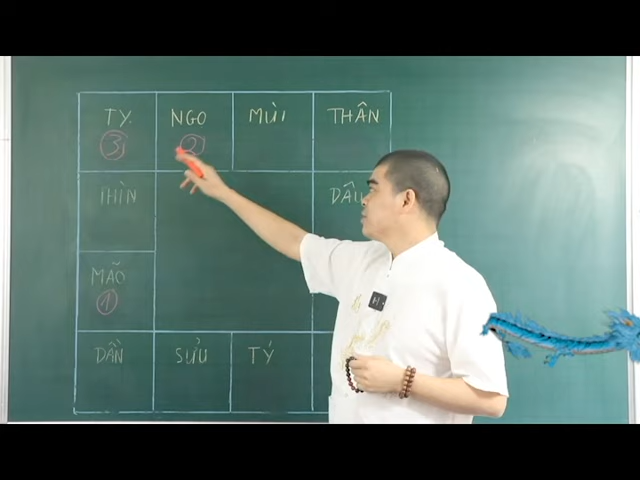 TỴ NGỌ MÙI THÂN
3 2
THÌN DẬU
MÃO
1
DẦN SỬU TÝ